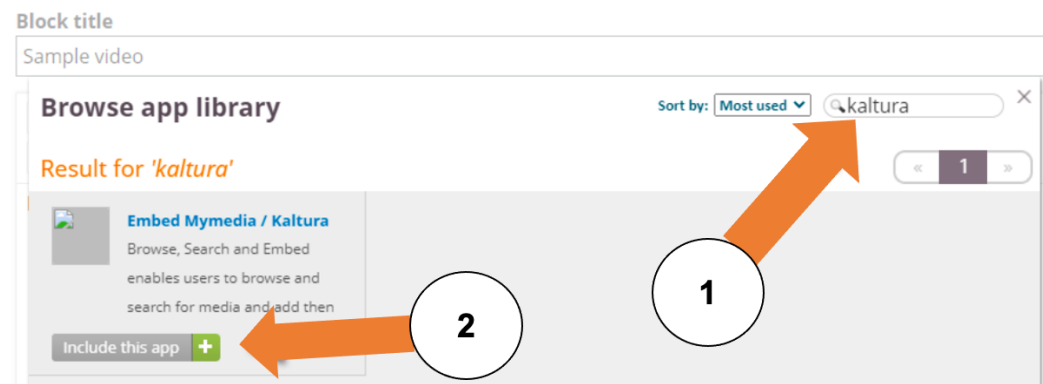 Block title
Sample video
Browse app library
Sort by: Most used kaltura ×
Result for 'kaltura'
« 1 »
Embed Mymedia / Kaltura
Browse, Search and Embed
enables users to browse and
search for media and add then
Include this app +
1
2